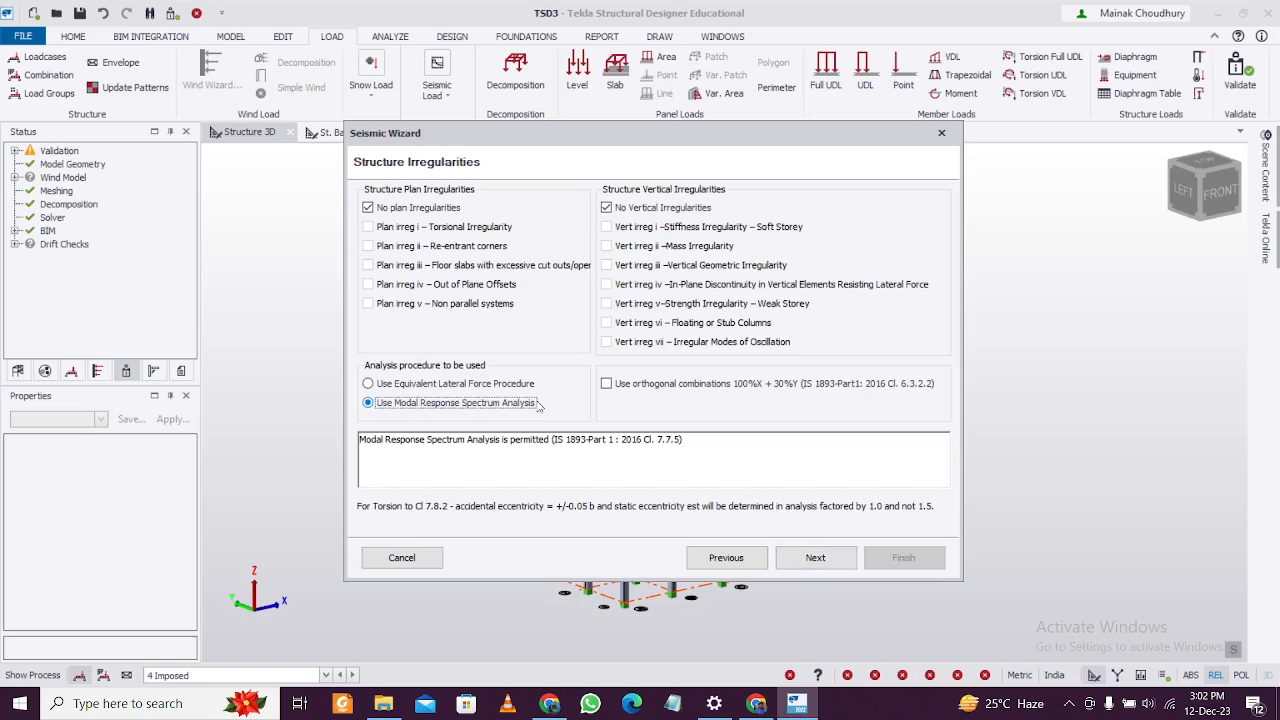 TSD3 - Tekla Structural Designer Educational
Mainak Choudhury
FILE HOME BIM INTEGRATION MODEL EDIT LOAD ANALYZE DESIGN FOUNDATIONS REPORT DRAW WINDOWS
Loadcases
Combination
Load Groups
Envelope
Update Patterns
Structure
Wind Wizard...
Decomposition
Simple Wind
Wind Load
Snow Load
Seismic Load
Decomposition
Decomposition
Level
Slab
Area
Point
Line
Patch
Var. Patch
Var. Area
Polygon
Perimeter
Panel Loads
Full UDL
UDL
Point
VDL
Trapezoidal
Moment
Torsion Full UDL
Torsion UDL
Torsion VDL
Member Loads
Diaphragm
Equipment
Diaphragm Table
Structure Loads
Validate
Validate
Status
Validation
Model Geometry
Wind Model
Meshing
Decomposition
Solver
BIM
Drift Checks
Properties
Save... Apply...
Structure 3D
St. Ba
Seismic Wizard
Structure Irregularities
Structure Plan Irregularities
No plan Irregularities
Plan irreg i – Torsional Irregularity
Plan irreg ii – Re-entrant corners
Plan irreg iii – Floor slabs with excessive cut outs/oper
Plan irreg iv – Out of Plane Offsets
Plan irreg v – Non parallel systems
Structure Vertical Irregularities
No Vertical Irregularities
Vert irreg i –Stiffness Irregularity – Soft Storey
Vert irreg ii –Mass Irregularity
Vert irreg iii –Vertical Geometric Irregularity
Vert irreg iv –In-Plane Discontinuity in Vertical Elements Resisting Lateral Force
Vert irreg v–Strength Irregularity – Weak Storey
Vert irreg vi – Floating or Stub Columns
Vert irreg vii – Irregular Modes of Oscillation
Analysis procedure to be used
Use Equivalent Lateral Force Procedure
Use Modal Response Spectrum Analysis
Use orthogonal combinations 100%X + 30%Y (IS 1893-Part1: 2016 Cl. 6.3.2.2)
Modal Response Spectrum Analysis is permitted (IS 1893-Part 1 : 2016 Cl. 7.7.5)
For Torsion to Cl 7.8.2 - accidental eccentricity = +/-0.05 b and static eccentricity est will be determined in analysis factored by 1.0 and not 1.5.
Cancel Previous Next Finish
LEFT FRONT TOP
Scene Content
Tekla Online
Z
Y
X
Activate Windows
Go to Settings to activate Windows.
S
Show Process
4 Imposed
Metric India ABS REL POL 3D
Type here to search
25°C
3:02 PM
12-Dec-23